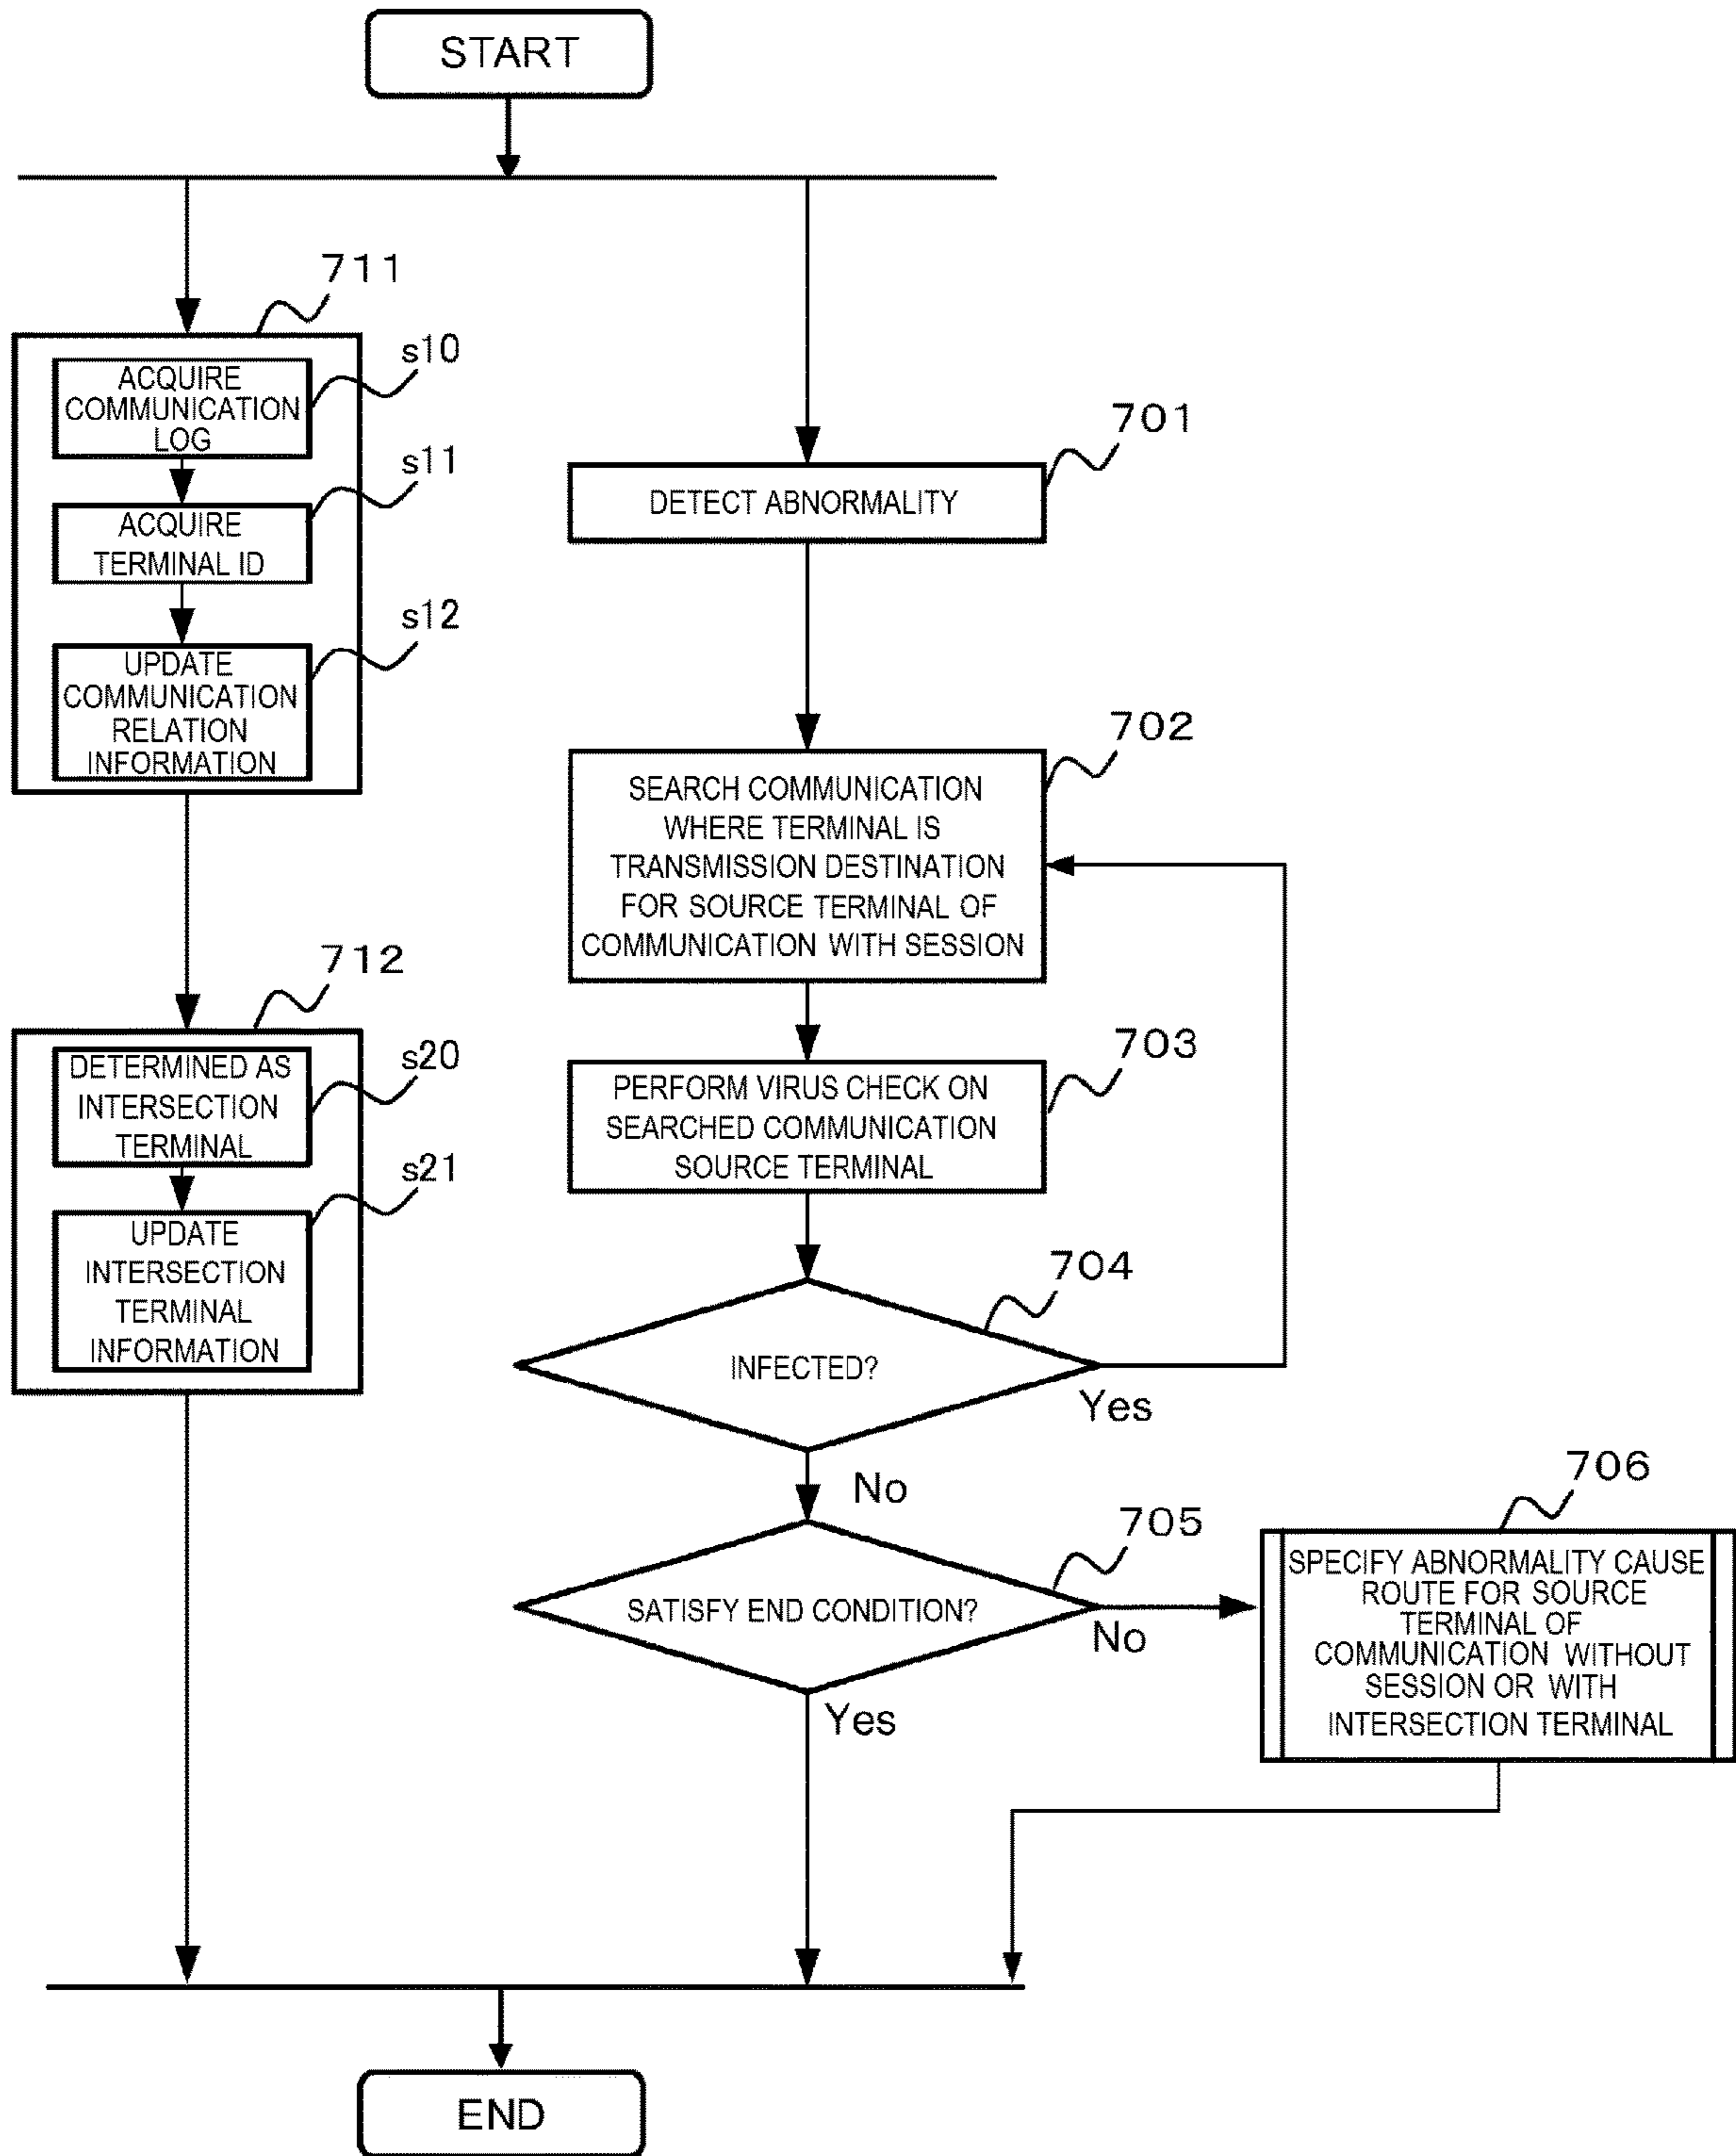 START
711
s10
ACQUIRE
COMMUNICATION
LOG
s11
ACQUIRE
TERMINAL ID
s12
UPDATE
COMMUNICATION
RELATION
INFORMATION
712
s20
DETERMINED AS
INTERSECTION
TERMINAL
s21
UPDATE
INTERSECTION
TERMINAL
INFORMATION
701
DETECT ABNORMALITY
702
SEARCH COMMUNICATION
WHERE TERMINAL IS
TRANSMISSION DESTINATION
FOR SOURCE TERMINAL OF
COMMUNICATION WITH SESSION
703
PERFORM VIRUS CHECK ON
SEARCHED COMMUNICATION
SOURCE TERMINAL
704
INFECTED?
Yes
No
705
SATISFY END CONDITION?
No
Yes
706
SPECIFY ABNORMALITY CAUSE
ROUTE FOR SOURCE
TERMINAL OF
COMMUNICATION WITHOUT
SESSION OR WITH
INTERSECTION TERMINAL
END